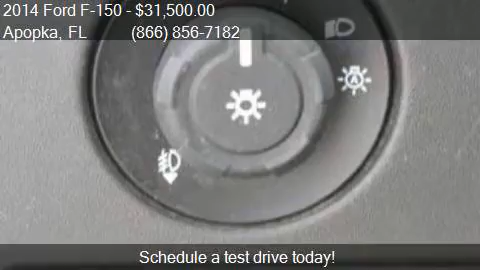 2014 Ford F-150 - $31,500.00
Apopka, FL (866) 856-7182
A
Schedule a test drive today!